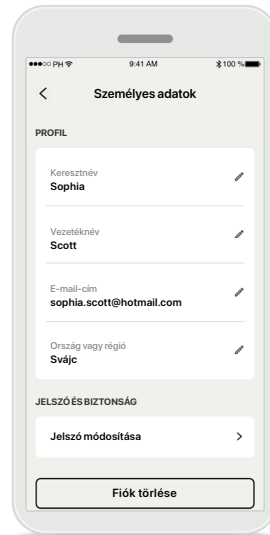 PH 9:41 AM 100 %
Személyes adatok
PROFIL
Keresztnév
Sophia
Vezetéknév
Scott
E-mail-cím
sophia.scott@hotmail.com
Ország vagy régió
Svájc
JELSZÓ ÉS BIZTONSÁG
Jelszó módosítása
Fiók törlése